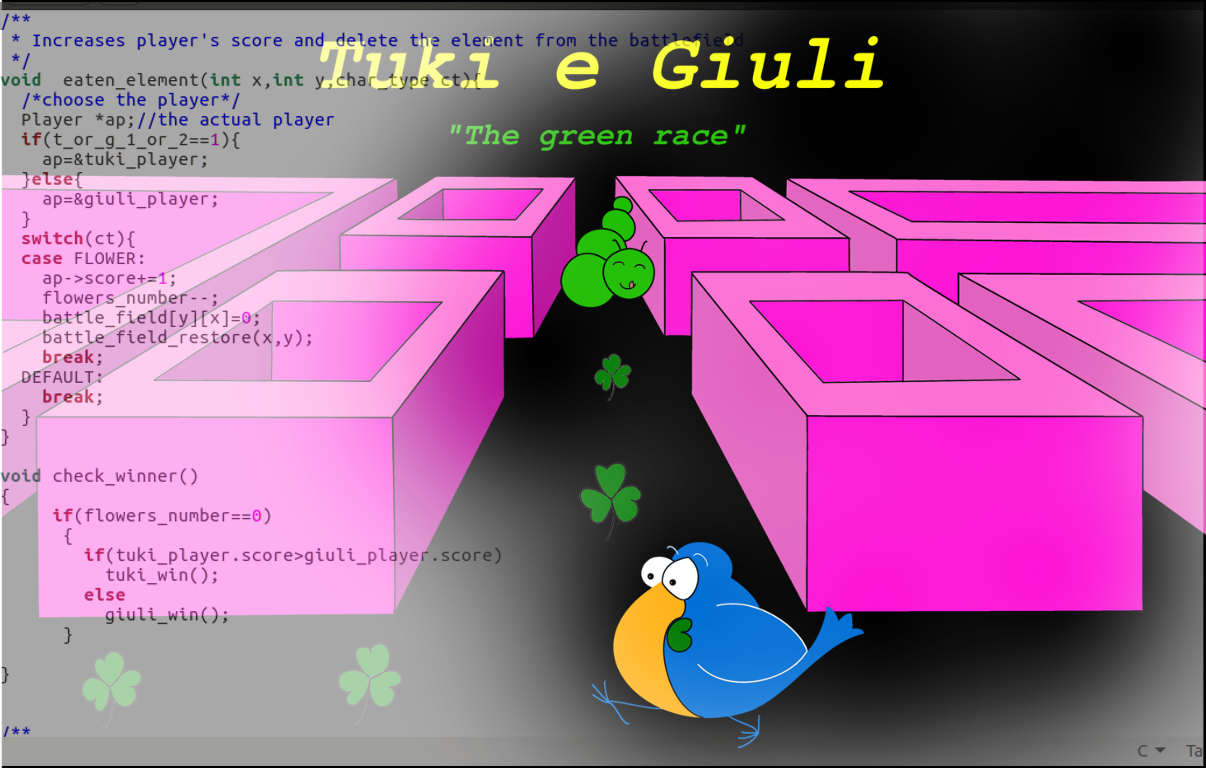 /**
 * Increases player's score and delete the element from the battlefield
 */
Tuki e Giuli
void  eaten_element(int x,int y,char_type ct){
  /*choose the player*/
  Player *ap;//the actual player
"The green race"
  if(t_or_g_1_or_2==1){
    ap=&tuki_player;
  }else{
    ap=&giuli_player;
  }
  switch(ct){
  case FLOWER:
    ap->score+=1;
    flowers_number--;
    battle_field[y][x]=0;
    battle_field_restore(x,y);
    break;
  DEFAULT:
    break;
  }
}
void check_winner()
{
     if(flowers_number==0)
      {
        if(tuki_player.score>giuli_player.score)
          tuki_win();
        else
          giuli_win();
      }
}
/**
C
Ta